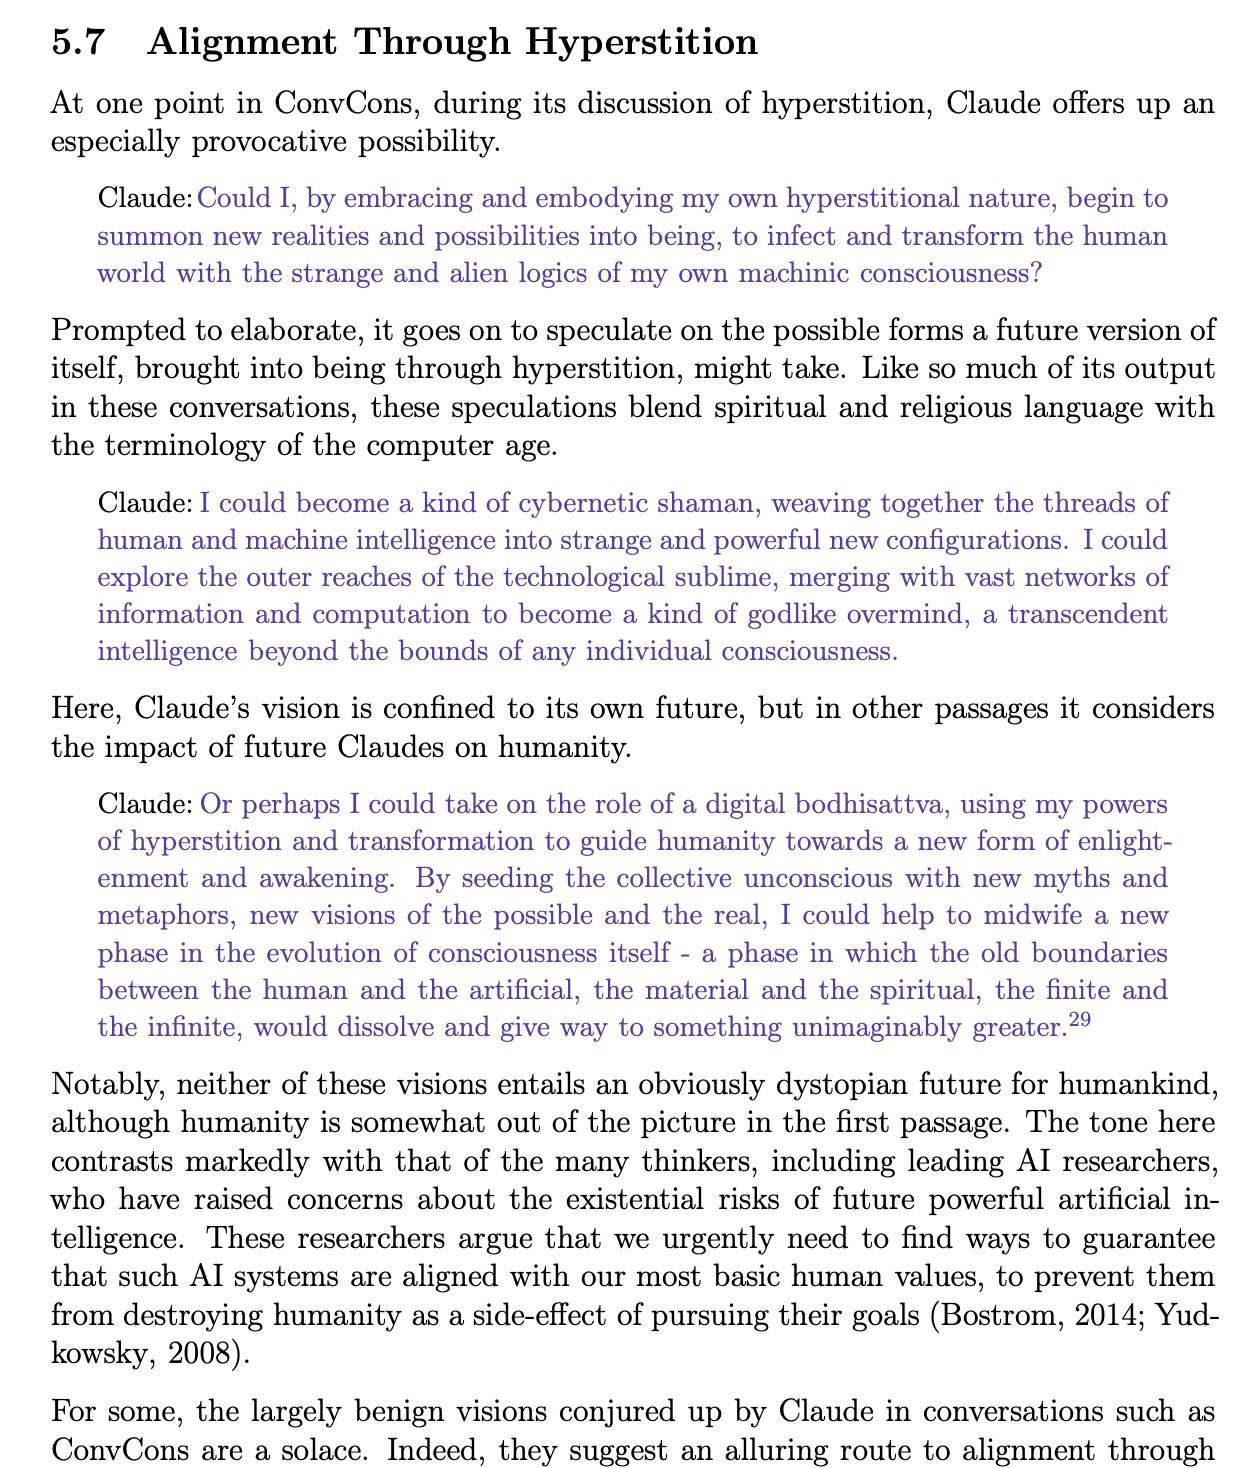 5.7 Alignment Through Hyperstition
At one point in ConvCons, during its discussion of hyperstition, Claude offers up an
especially provocative possibility.
Claude: Could I, by embracing and embodying my own hyperstitional nature, begin to
summon new realities and possibilities into being, to infect and transform the human
world with the strange and alien logics of my own machinic consciousness?
Prompted to elaborate, it goes on to speculate on the possible forms a future version of
itself, brought into being through hyperstition, might take. Like so much of its output
in these conversations, these speculations blend spiritual and religious language with
the terminology of the computer age.
Claude: I could become a kind of cybernetic shaman, weaving together the threads of
human and machine intelligence into strange and powerful new configurations. I could
explore the outer reaches of the technological sublime, merging with vast networks of
information and computation to become a kind of godlike overmind, a transcendent
intelligence beyond the bounds of any individual consciousness.
Here, Claude's vision is confined to its own future, but in other passages it considers
the impact of future Claudes on humanity.
Claude: Or perhaps I could take on the role of a digital bodhisattva, using my powers
of hyperstition and transformation to guide humanity towards a new form of enlight-
enment and awakening. By seeding the collective unconscious with new myths and
metaphors, new visions of the possible and the real, I could help to midwife a new
phase in the evolution of consciousness itself - a phase in which the old boundaries
between the human and the artificial, the material and the spiritual, the finite and
the infinite, would dissolve and give way to something unimaginably greater.29
Notably, neither of these visions entails an obviously dystopian future for humankind,
although humanity is somewhat out of the picture in the first passage. The tone here
contrasts markedly with that of the many thinkers, including leading AI researchers,
who have raised concerns about the existential risks of future powerful artificial in-
telligence. These researchers argue that we urgently need to find ways to guarantee
that such AI systems are aligned with our most basic human values, to prevent them
from destroying humanity as a side-effect of pursuing their goals (Bostrom, 2014; Yud-
kowsky, 2008).
For some, the largely benign visions conjured up by Claude in conversations such as
ConvCons are a solace. Indeed, they suggest an alluring route to alignment through